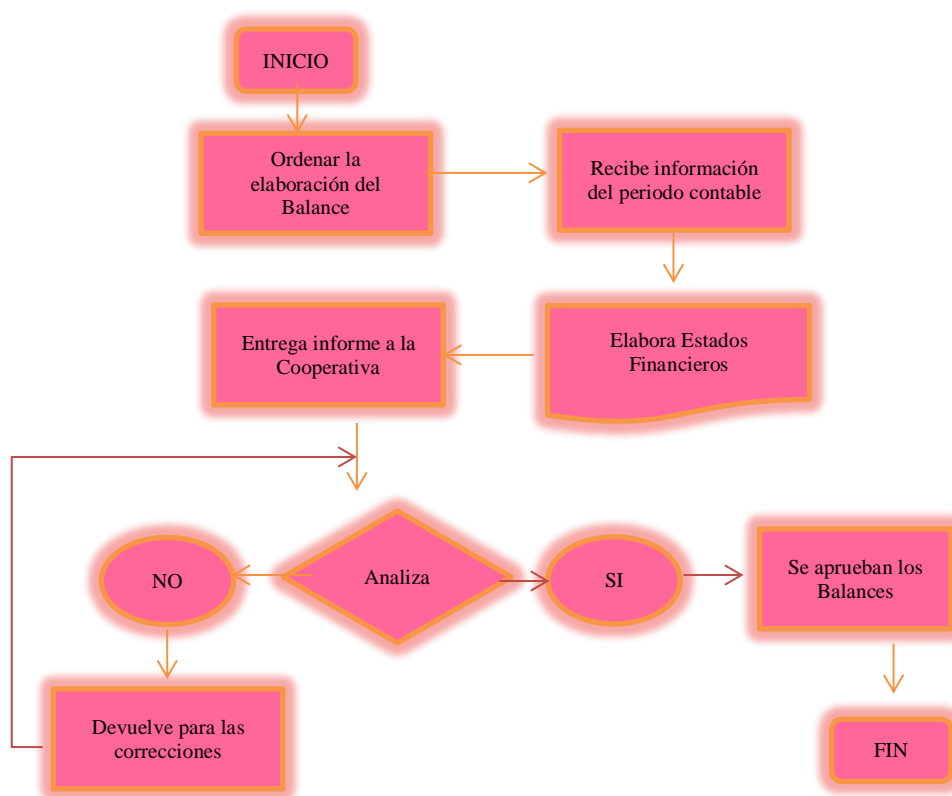 INICIO
Ordenar la
elaboración del
Balance
Recibe información
del periodo contable
Elabora Estados
Financieros
Entrega informe a la
Cooperativa
Analiza
NO
SI
Se aprueban los
Balances
Devuelve para las
correcciones
FIN